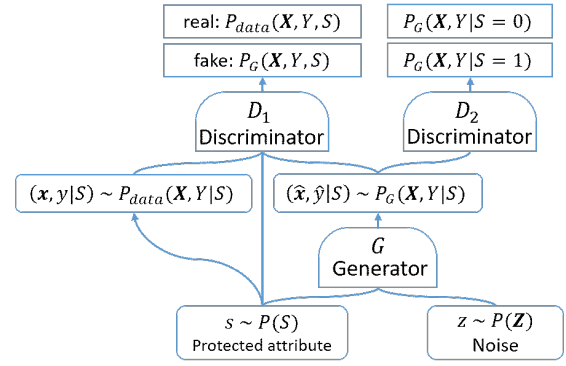 real: P_data(X, Y, S)
P_G(X, Y|S = 0)
fake: P_G(X, Y, S)
P_G(X, Y|S = 1)
D_1
Discriminator
D_2
Discriminator
(x, y|S) ~ P_data(X, Y|S)
(x̂, ŷ|S) ~ P_G(X, Y|S)
G
Generator
s ~ P(S)
Protected attribute
z ~ P(Z)
Noise